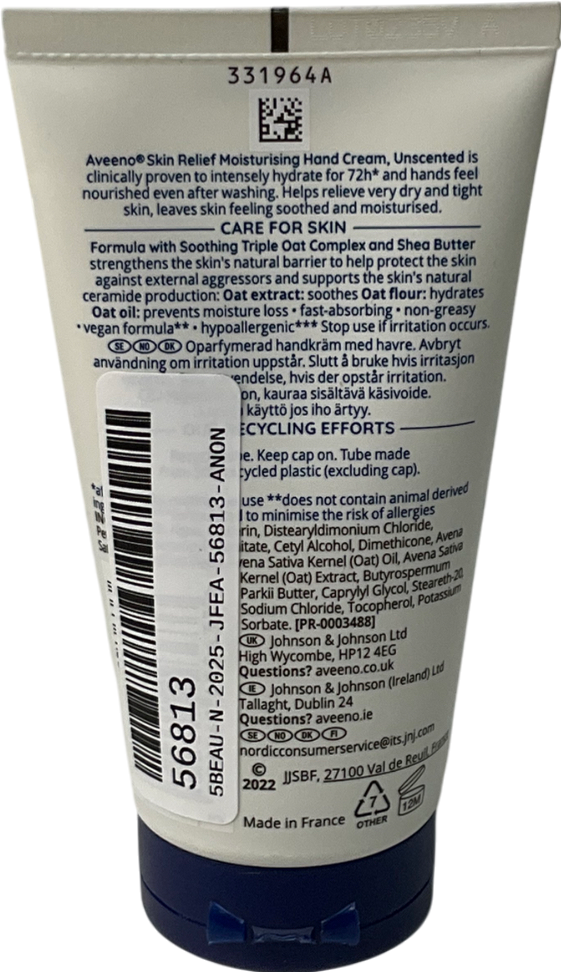 331964A
Aveeno® Skin Relief Moisturising Hand Cream, Unscented is
clinically proven to intensely hydrate for 72h* and hands feel
nourished even after washing. Helps relieve very dry and tight
skin, leaves skin feeling soothed and moisturised.
CARE FOR SKIN
Formula with Soothing Triple Oat Complex and Shea Butter
strengthens the skin's natural barrier to help protect the skin
against external aggressors and supports the skin's natural
ceramide production: Oat extract: soothes Oat flour: hydrates
Oat oil: prevents moisture loss • fast-absorbing • non-greasy
• vegan formula** • hypoallergenic*** Stop use if irritation occurs.
SE NO DK Oparfymerad handkräm med havre. Avbryt
användning om irritation uppstår. Slutt å bruke hvis irritasjon
vendelse, hvis der opstår irritation.
on, kauraa sisältävä käsivoide.
käyttö jos iho ärtyy.
ECYCLING EFFORTS
e. Keep cap on. Tube made
cycled plastic (excluding cap).
*al
use **does not contain animal derived
ing
to minimise the risk of allergies
IN
rin, Distearyldimonium Chloride,
Pe
itate, Cetyl Alcohol, Dimethicone, Avena
Sa
vena Sativa Kernel (Oat) Oil, Avena Sativa
Kernel (Oat) Extract, Butyrospermum
Parkii Butter, Caprylyl Glycol, Steareth-20,
Sodium Chloride, Tocopherol, Potassium
Sorbate. [PR-0003488]
UK Johnson & Johnson Ltd
High Wycombe, HP12 4EG
Questions? aveeno.co.uk
IE Johnson & Johnson (Ireland) Ltd
Tallaght, Dublin 24
Questions? aveeno.ie
SE NO DK FI
nordicconsumerservice@its.jnj.com
© 2022 JJSBF, 27100 Val de Reuil, France
Made in France
7
OTHER
12M
56813
5BEAU-N-2025-JFEA-56813-ANON